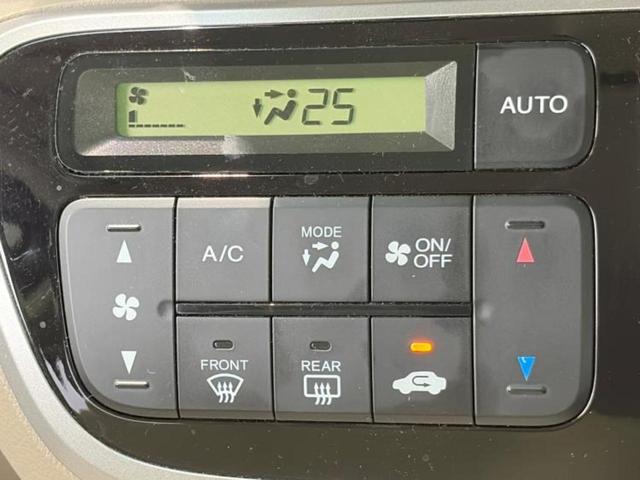 25
AUTO
A/C
MODE
ON/
OFF
FRONT
REAR